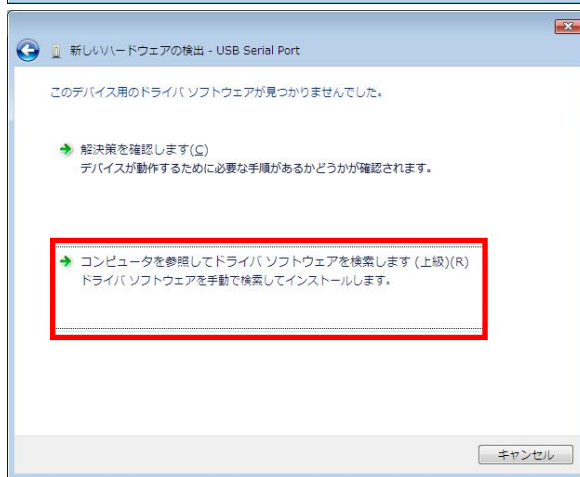 新しいハードウェアの検出 - USB Serial Port
このデバイス用のドライバ ソフトウェアが見つかりませんでした。
解決策を確認します(C)
デバイスが動作するために必要な手順があるかどうかが確認されます。
コンピュータを参照してドライバ ソフトウェアを検索します (上級)(R)
ドライバ ソフトウェアを手動で検索してインストールします。
キャンセル